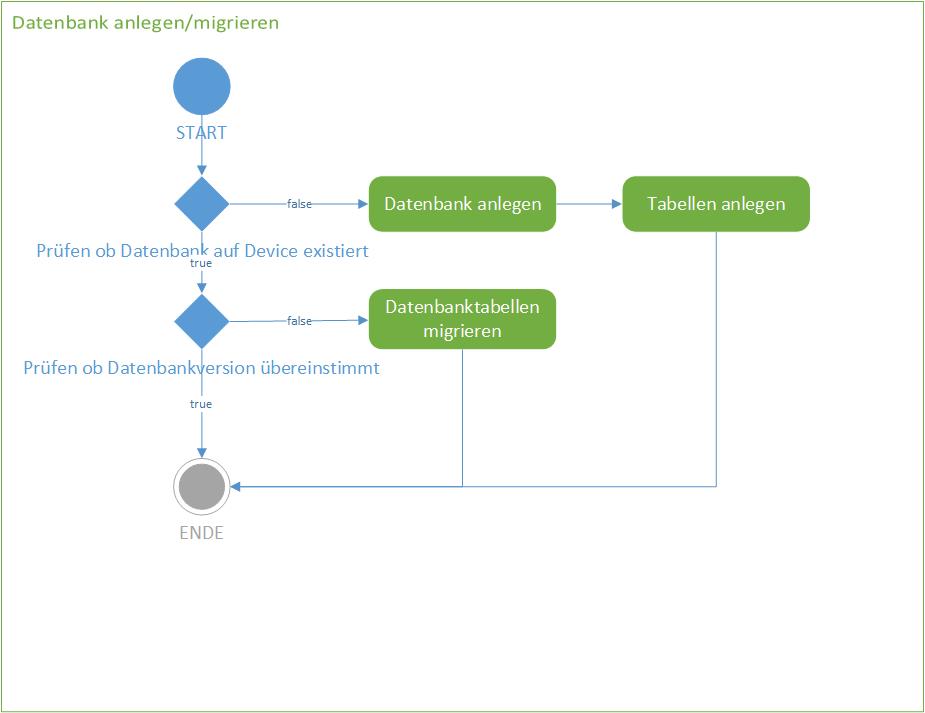 Datenbank anlegen/migrieren
START
false
Datenbank anlegen
Tabellen anlegen
Prüfen ob Datenbank auf Device existiert
true
false
Datenbanktabellen
migrieren
Prüfen ob Datenbankversion übereinstimmt
true
ENDE